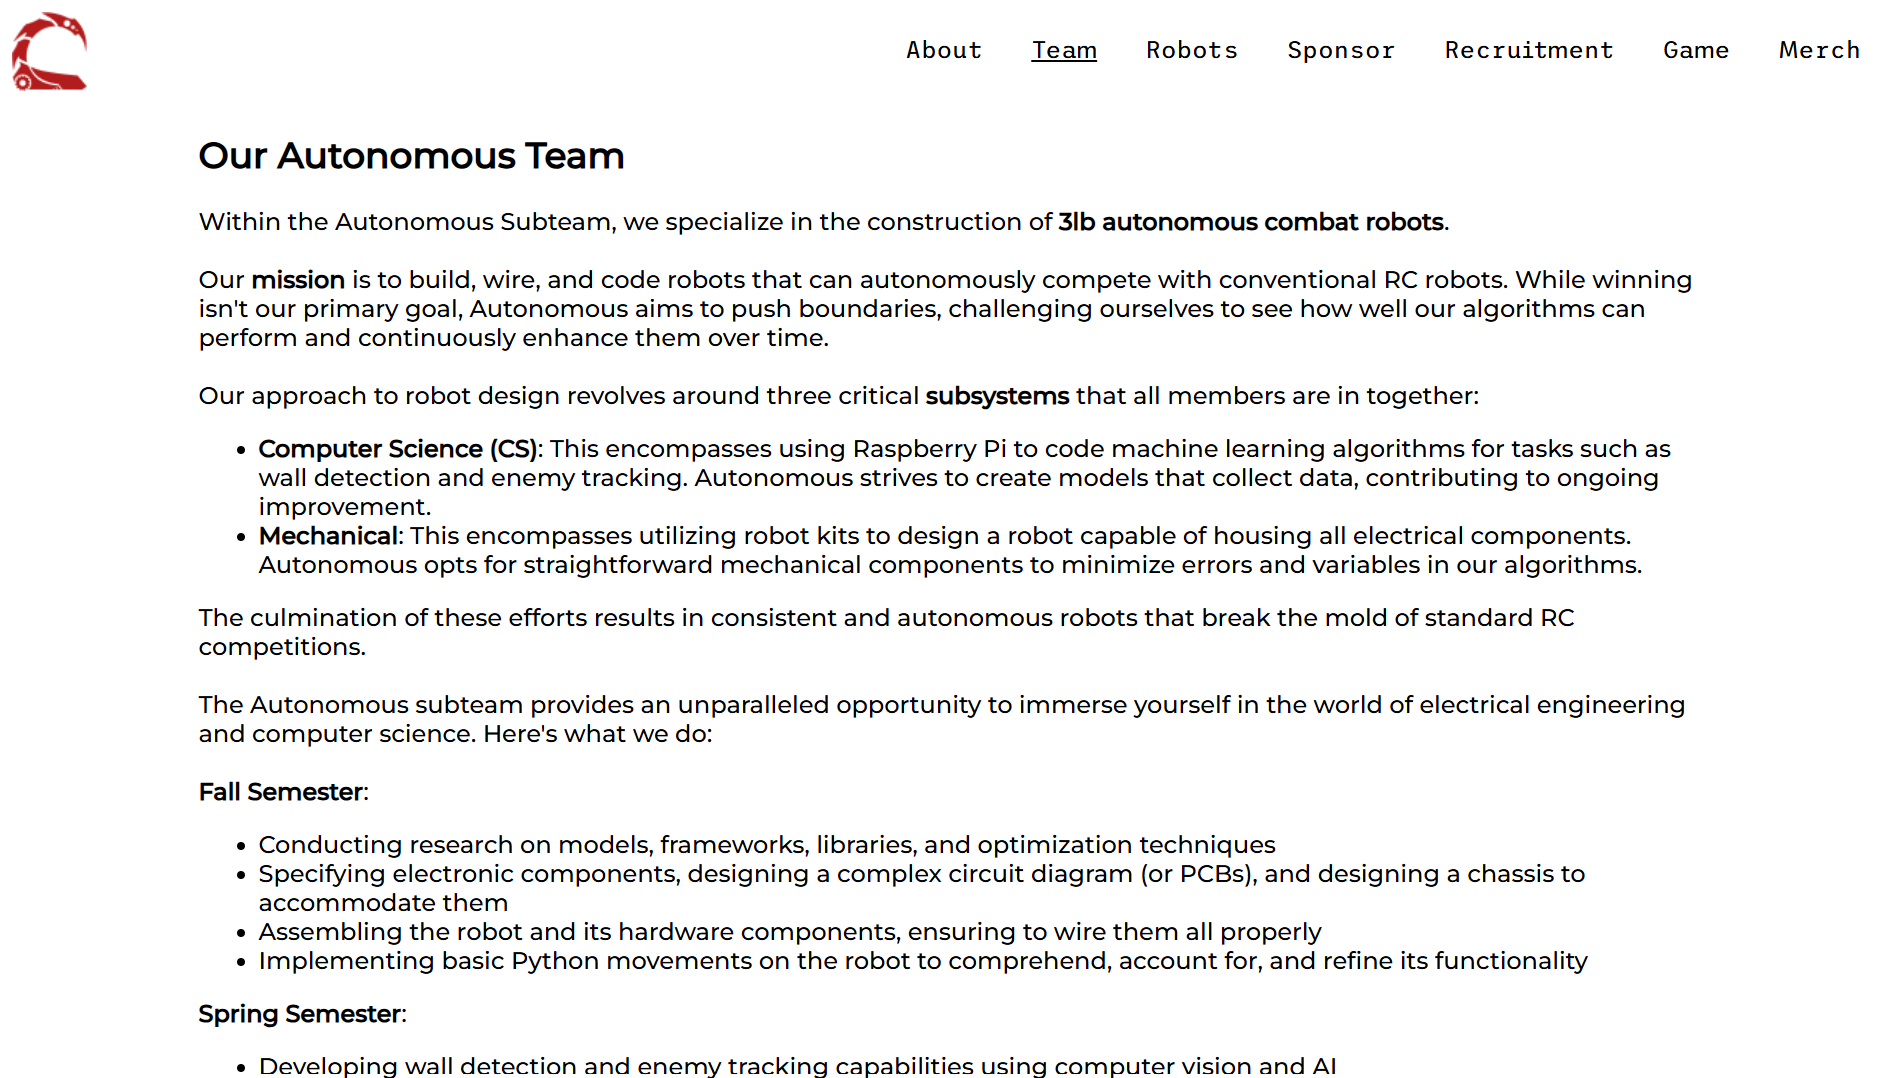 About Team Robots Sponsor Recruitment Game Merch
Our Autonomous Team
Within the Autonomous Subteam, we specialize in the construction of 3lb autonomous combat robots.
Our mission is to build, wire, and code robots that can autonomously compete with conventional RC robots. While winning
isn't our primary goal, Autonomous aims to push boundaries, challenging ourselves to see how well our algorithms can
perform and continuously enhance them over time.
Our approach to robot design revolves around three critical subsystems that all members are in together:
• Computer Science (CS): This encompasses using Raspberry Pi to code machine learning algorithms for tasks such as
wall detection and enemy tracking. Autonomous strives to create models that collect data, contributing to ongoing
improvement.
• Mechanical: This encompasses utilizing robot kits to design a robot capable of housing all electrical components.
Autonomous opts for straightforward mechanical components to minimize errors and variables in our algorithms.
The culmination of these efforts results in consistent and autonomous robots that break the mold of standard RC
competitions.
The Autonomous subteam provides an unparalleled opportunity to immerse yourself in the world of electrical engineering
and computer science. Here's what we do:
Fall Semester:
• Conducting research on models, frameworks, libraries, and optimization techniques
• Specifying electronic components, designing a complex circuit diagram (or PCBs), and designing a chassis to
accommodate them
• Assembling the robot and its hardware components, ensuring to wire them all properly
• Implementing basic Python movements on the robot to comprehend, account for, and refine its functionality
Spring Semester:
• Developing wall detection and enemy tracking capabilities using computer vision and AI